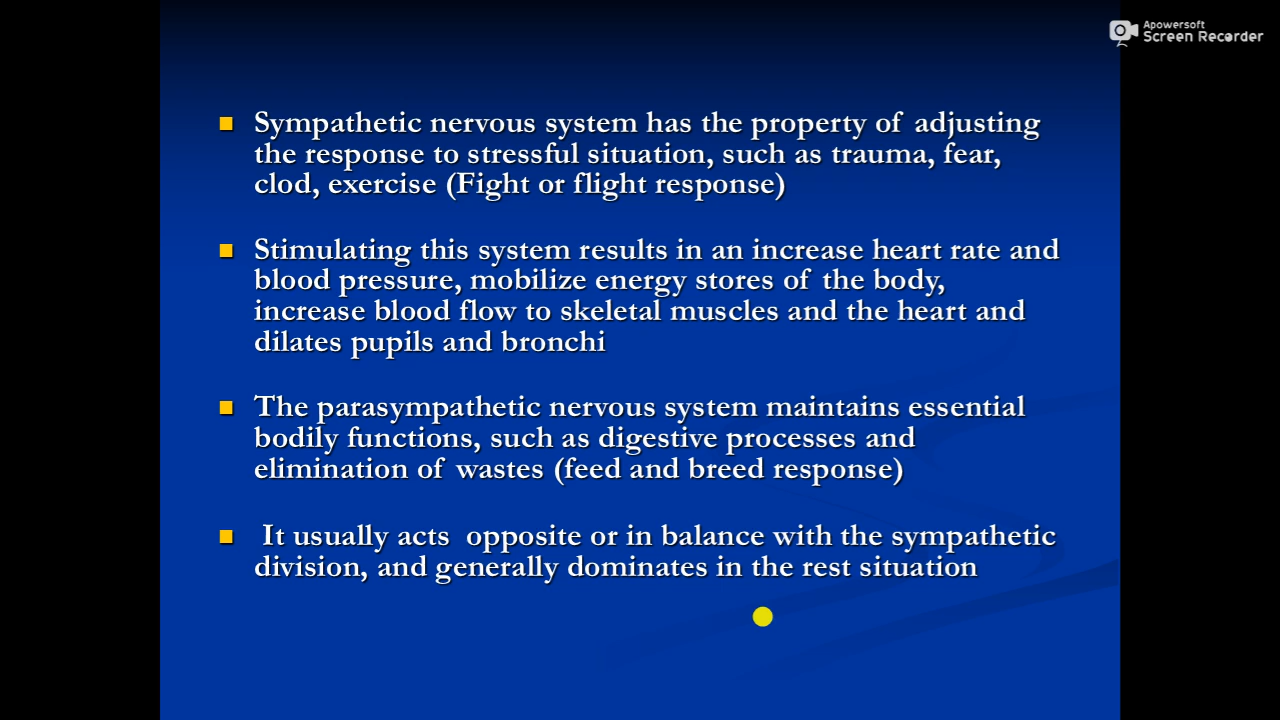 Apowersoft
Screen Recorder
Sympathetic nervous system has the property of adjusting
the response to stressful situation, such as trauma, fear,
clod, exercise (Fight or flight response)
Stimulating this system results in an increase heart rate and
blood pressure, mobilize energy stores of the body,
increase blood flow to skeletal muscles and the heart and
dilates pupils and bronchi
The parasympathetic nervous system maintains essential
bodily functions, such as digestive processes and
elimination of wastes (feed and breed response)
It usually acts opposite or in balance with the sympathetic
division, and generally dominates in the rest situation